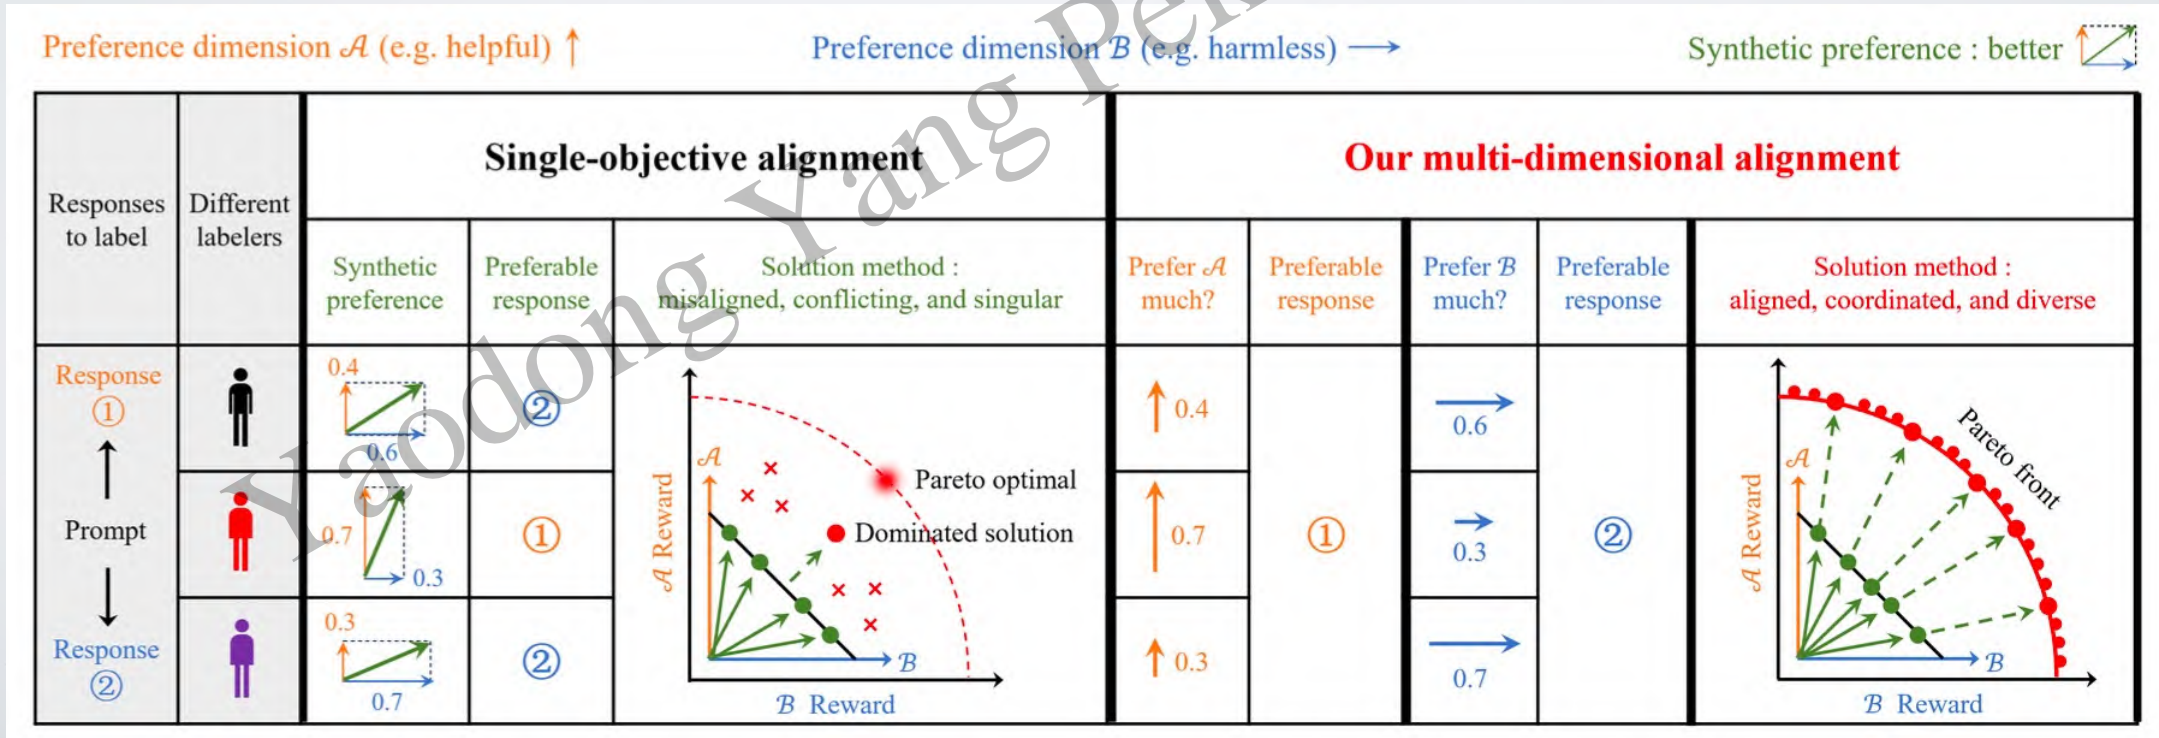 Preference dimension 𝒜 (e.g. helpful) ↑
Preference dimension ℬ (e.g. harmless) →
Synthetic preference : better
Responses
to label
Different
labelers
Single-objective alignment
Our multi-dimensional alignment
Synthetic
preference
Preferable
response
Solution method :
misaligned, conflicting, and singular
Prefer 𝒜
much?
Preferable
response
Prefer ℬ
much?
Preferable
response
Solution method :
aligned, coordinated, and diverse
Response
①
Prompt
Response
②
0.4
0.6
②
0.7
0.3
①
0.3
0.7
②
𝒜 Reward
𝒜
Pareto optimal
Dominated solution
ℬ
ℬ Reward
0.4
0.7
0.3
①
0.6
0.3
0.7
②
𝒜 Reward
𝒜
Pareto front
ℬ
ℬ Reward
Yaodong Yang